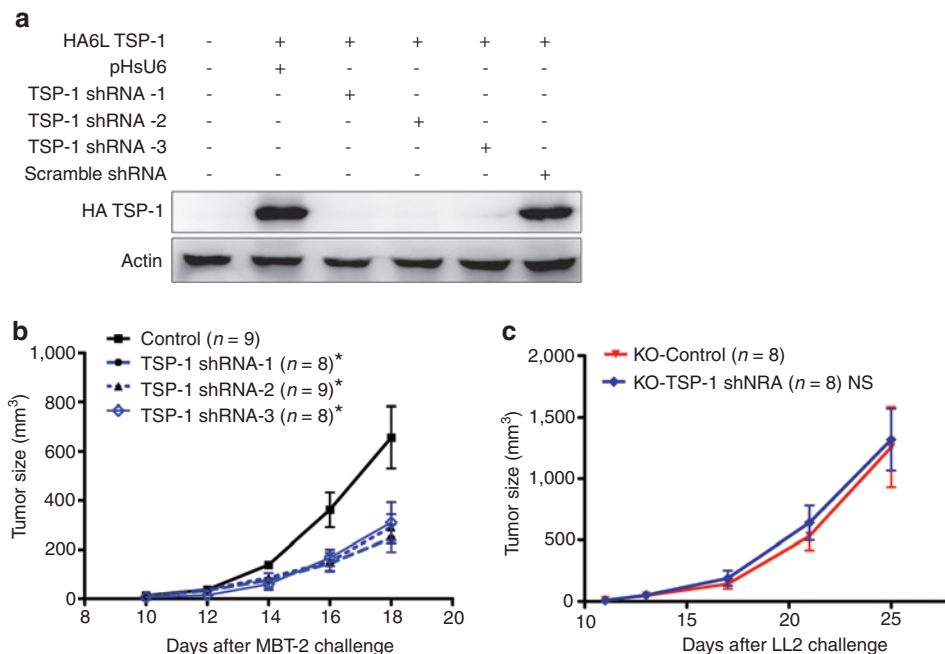 a
HA6L TSP-1 - + + + + +
pHsU6 - + - - - -
TSP-1 shRNA -1 - - + - - -
TSP-1 shRNA -2 - - - + - -
TSP-1 shRNA -3 - - - - + -
Scramble shRNA - - - - - +
HA TSP-1
Actin
b
Control (n = 9)
TSP-1 shRNA-1 (n = 8)*
TSP-1 shRNA-2 (n = 9)*
TSP-1 shRNA-3 (n = 8)*
Tumor size (mm³)
1,000
800
600
400
200
0
8 10 12 14 16 18 20
Days after MBT-2 challenge
c
KO-Control (n = 8)
KO-TSP-1 shNRA (n = 8) NS
Tumor size (mm³)
2,000
1,500
1,000
500
0
10 15 20 25
Days after LL2 challenge